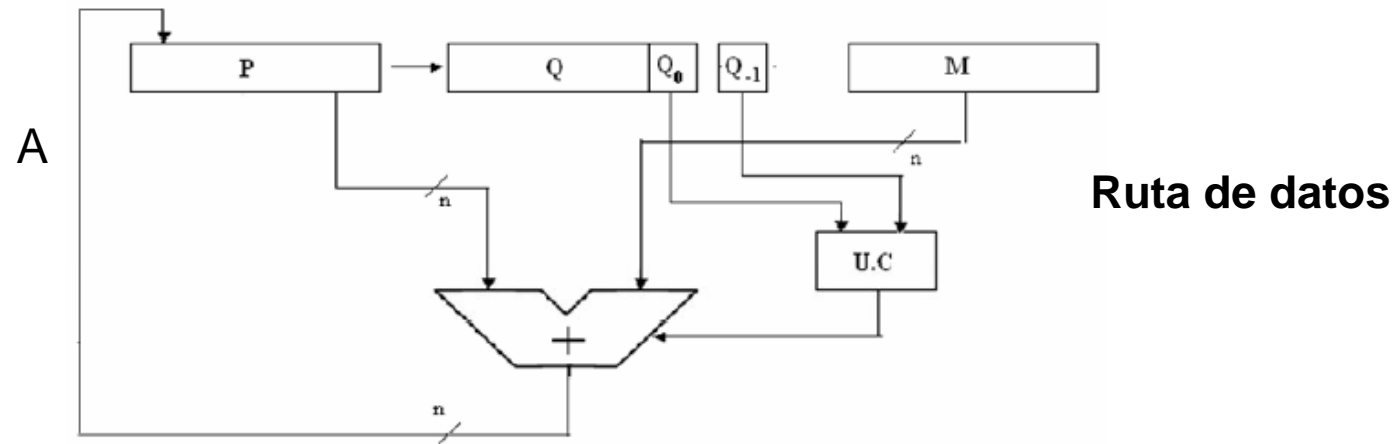 P Q Q₀ Q₋₁ M
A
n
n
Ruta de datos
U.C
+
n